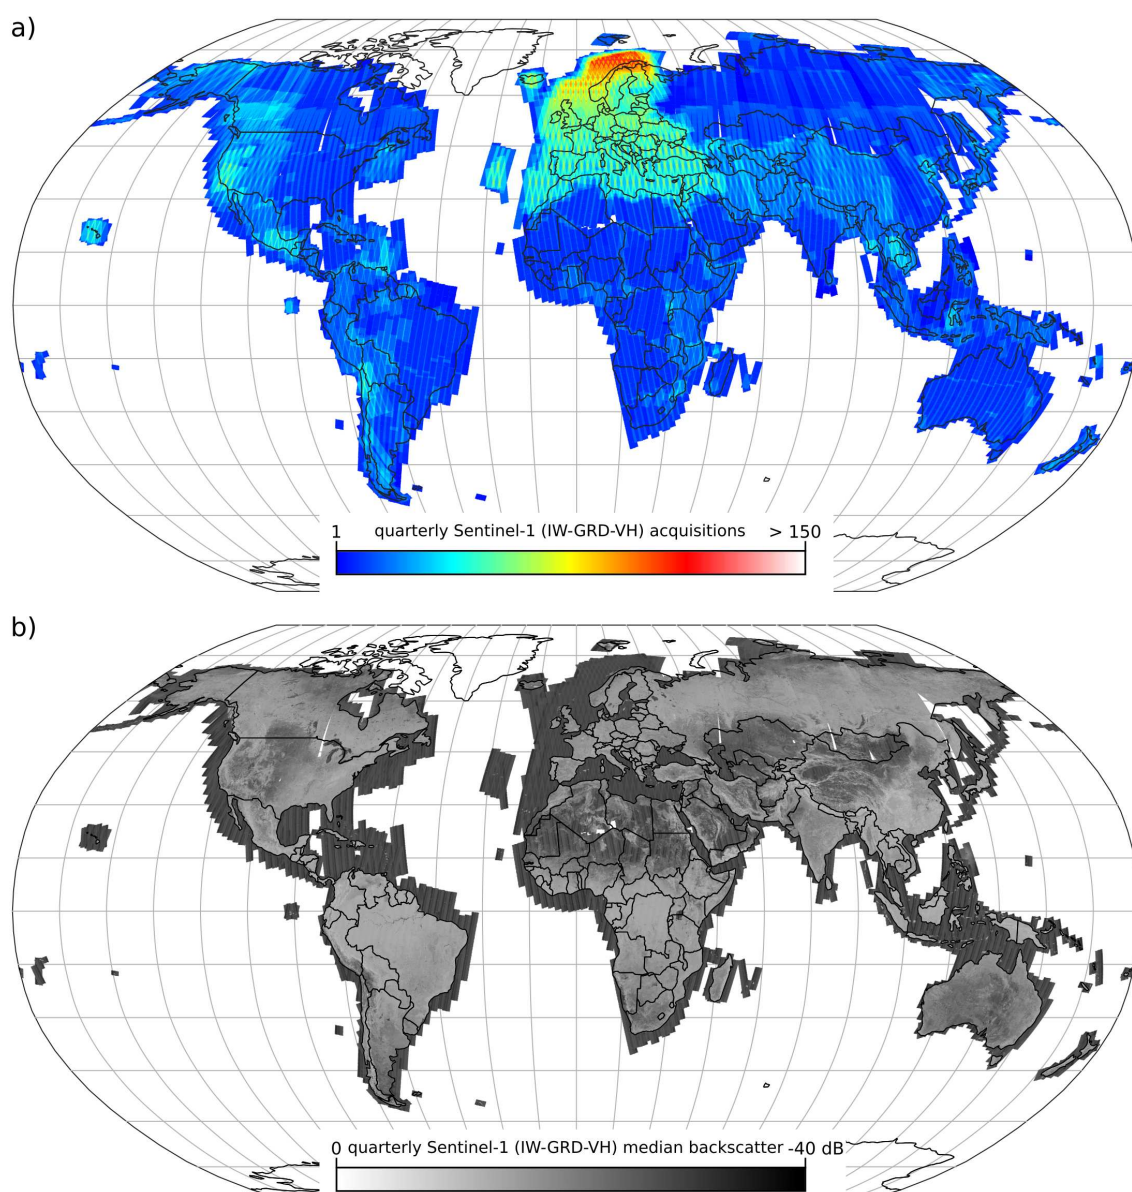 a)
1 quarterly Sentinel-1 (IW-GRD-VH) acquisitions > 150
b)
0 quarterly Sentinel-1 (IW-GRD-VH) median backscatter -40 dB